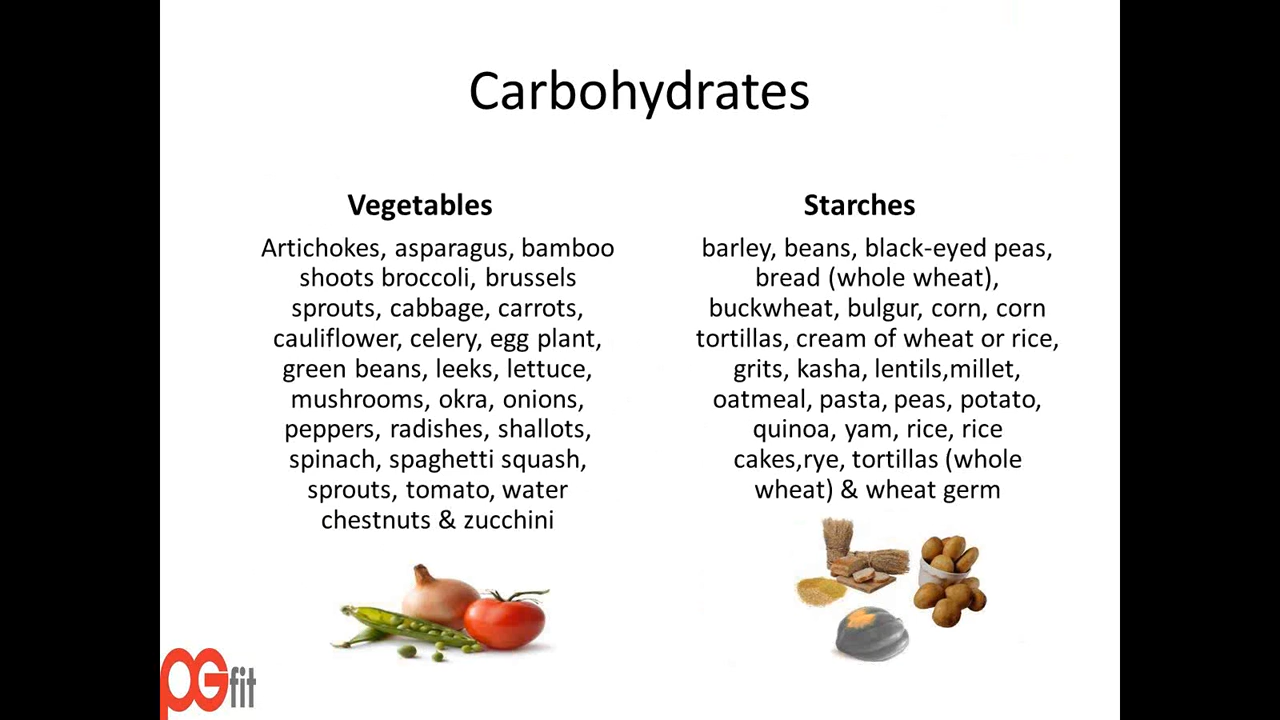 Carbohydrates
Vegetables
Artichokes, asparagus, bamboo
shoots broccoli, brussels
sprouts, cabbage, carrots,
cauliflower, celery, egg plant,
green beans, leeks, lettuce,
mushrooms, okra, onions,
peppers, radishes, shallots,
spinach, spaghetti squash,
sprouts, tomato, water
chestnuts & zucchini
Starches
barley, beans, black-eyed peas,
bread (whole wheat),
buckwheat, bulgur, corn, corn
tortillas, cream of wheat or rice,
grits, kasha, lentils,millet,
oatmeal, pasta, peas, potato,
quinoa, yam, rice, rice
cakes,rye, tortillas (whole
wheat) & wheat germ
PGfit